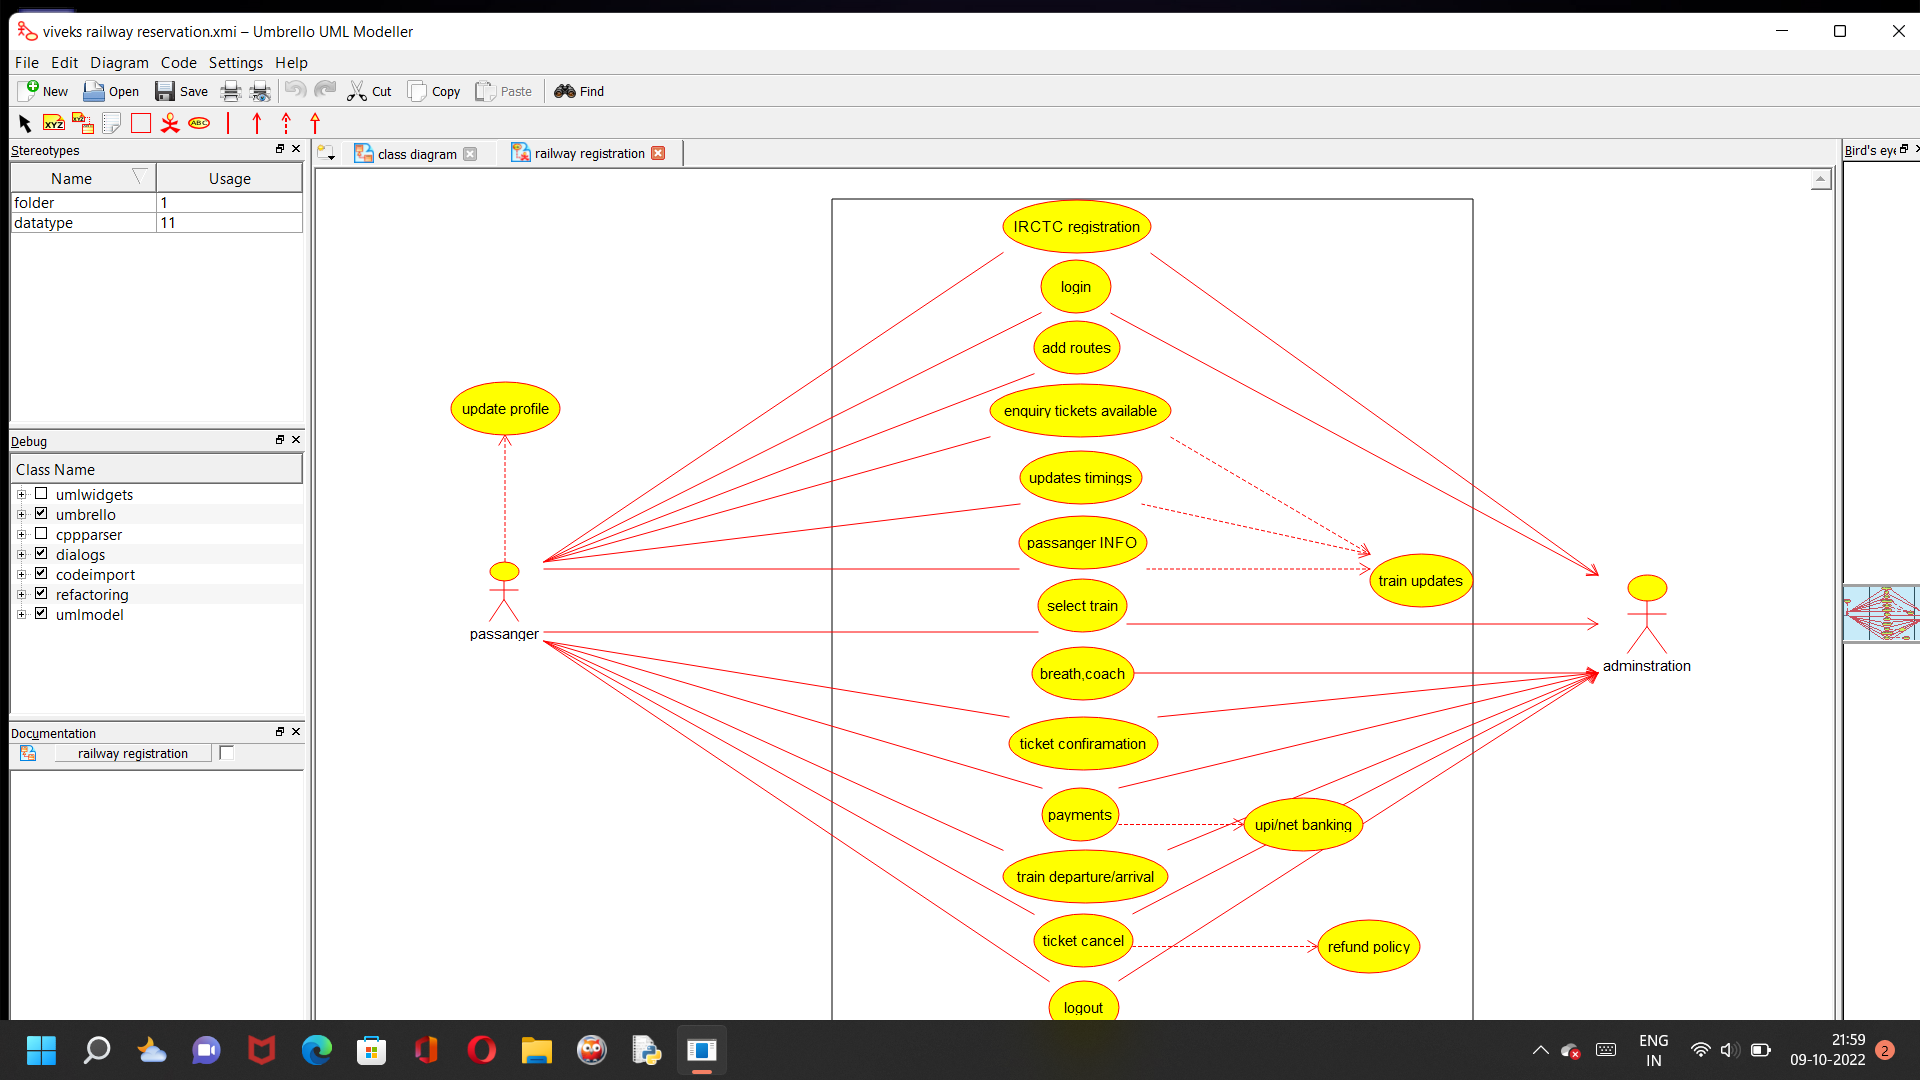 viveks railway reservation.xmi – Umbrello UML Modeller
File Edit Diagram Code Settings Help
New Open Save Cut Copy Paste Find
XYZ XYZ ABC
Stereotypes
Name Usage
folder 1
datatype 11
class diagram railway registration
Bird's eye
IRCTC registration
login
add routes
update profile
enquiry tickets available
updates timings
passanger INFO
train updates
select train
passanger
adminstration
breath,coach
ticket confiramation
payments
upi/net banking
train departure/arrival
ticket cancel
refund policy
logout
Debug
Class Name
umlwidgets
umbrello
cppparser
dialogs
codeimport
refactoring
umlmodel
Documentation
railway registration
ENG
IN
21:59
09-10-2022
2